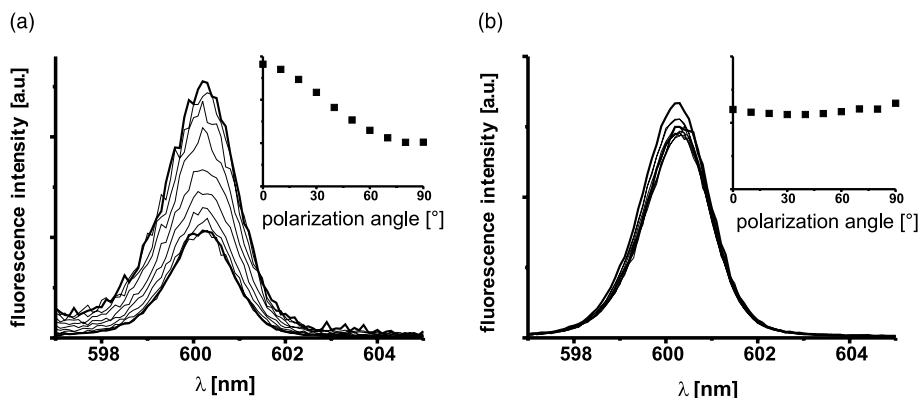 (a)
fluorescence intensity [a.u.]
0 30 60 90
polarization angle [°]
598 600 602 604
λ [nm]
(b)
fluorescence intensity [a.u.]
0 30 60 90
polarization angle [°]
598 600 602 604
λ [nm]